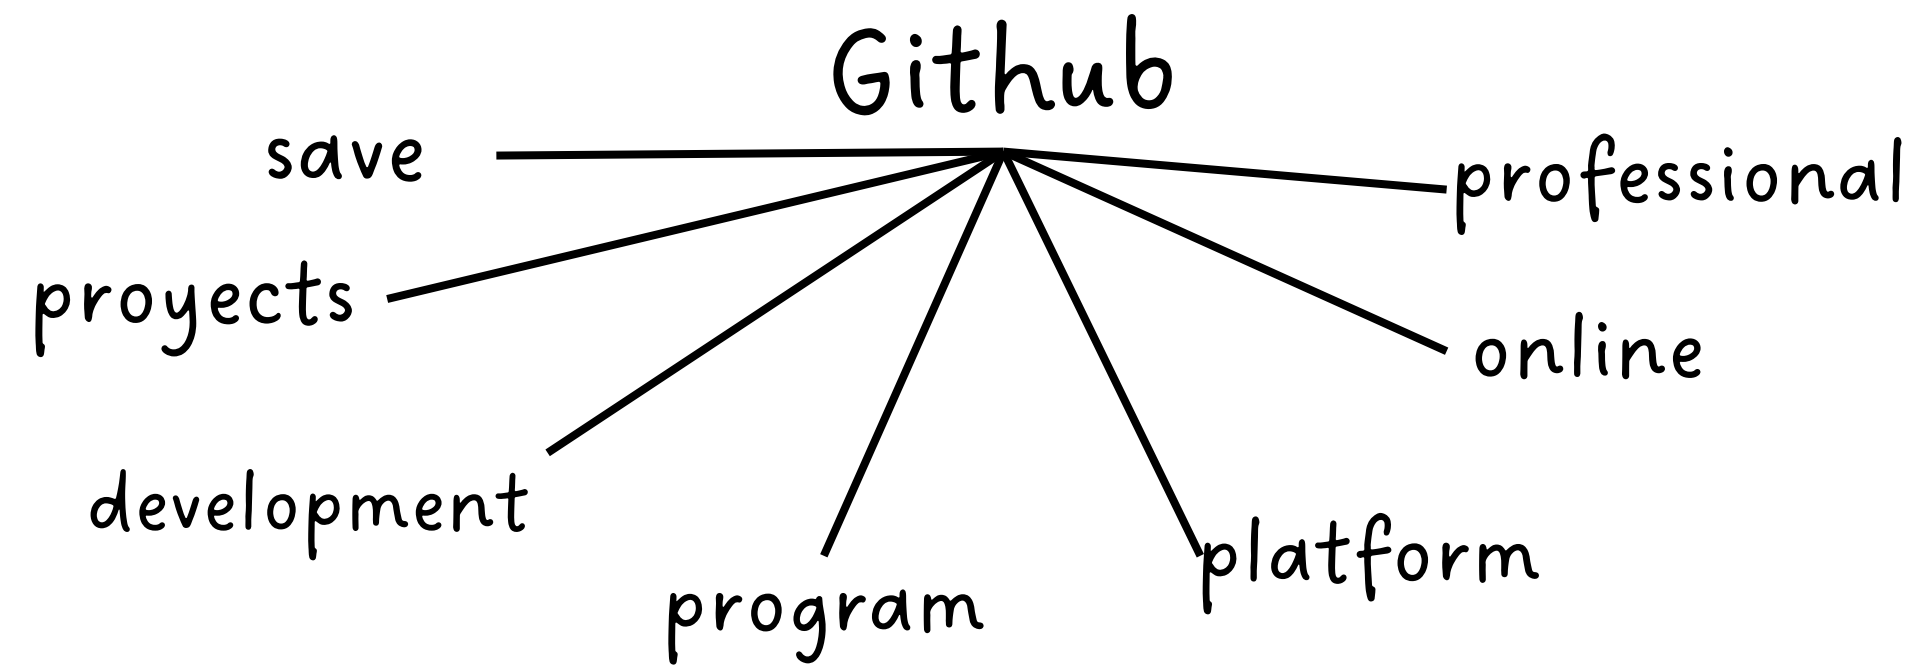 Github
save
professional
proyects
online
development
platform
program